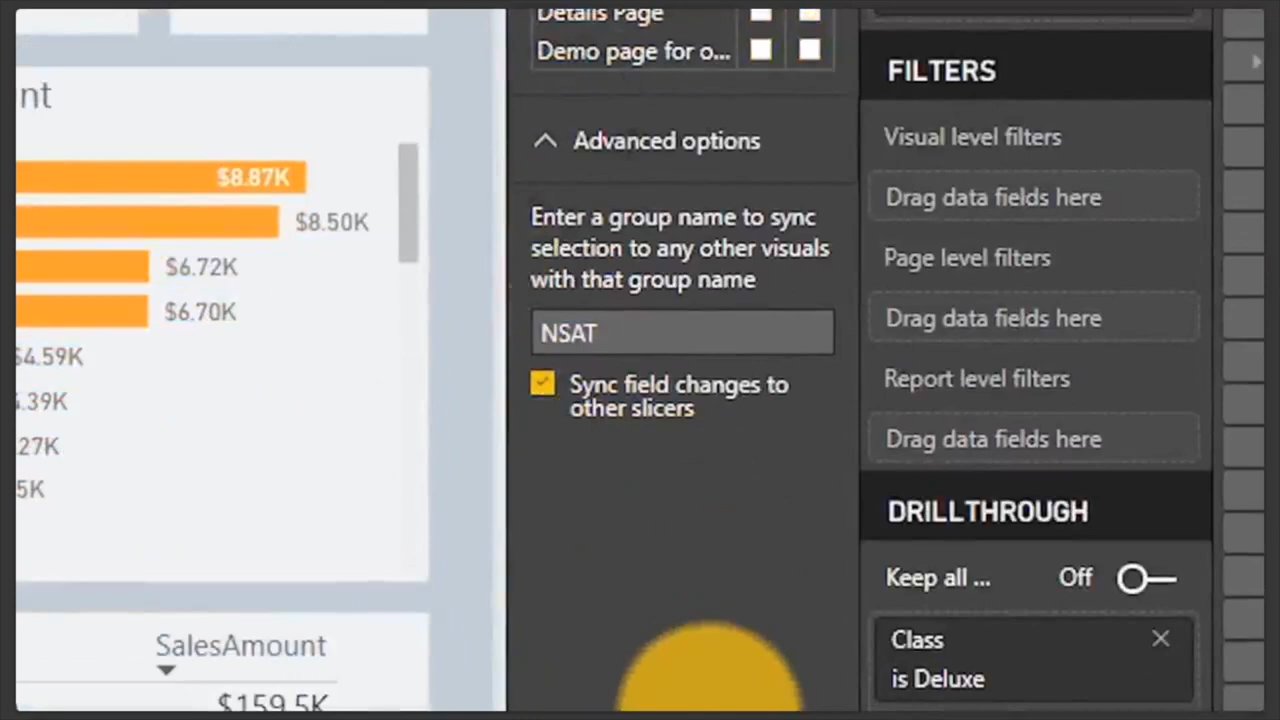 nt
$8.87K
$8.50K
$6.72K
$6.70K
$4.59K
.39K
.27K
5K
SalesAmount
$159.5K
Details Page
Demo page for o...
Advanced options
Enter a group name to sync
selection to any other visuals
with that group name
NSAT
Sync field changes to
other slicers
FILTERS
Visual level filters
Drag data fields here
Page level filters
Drag data fields here
Report level filters
Drag data fields here
DRILLTHROUGH
Keep all ...
Off
Class
is Deluxe